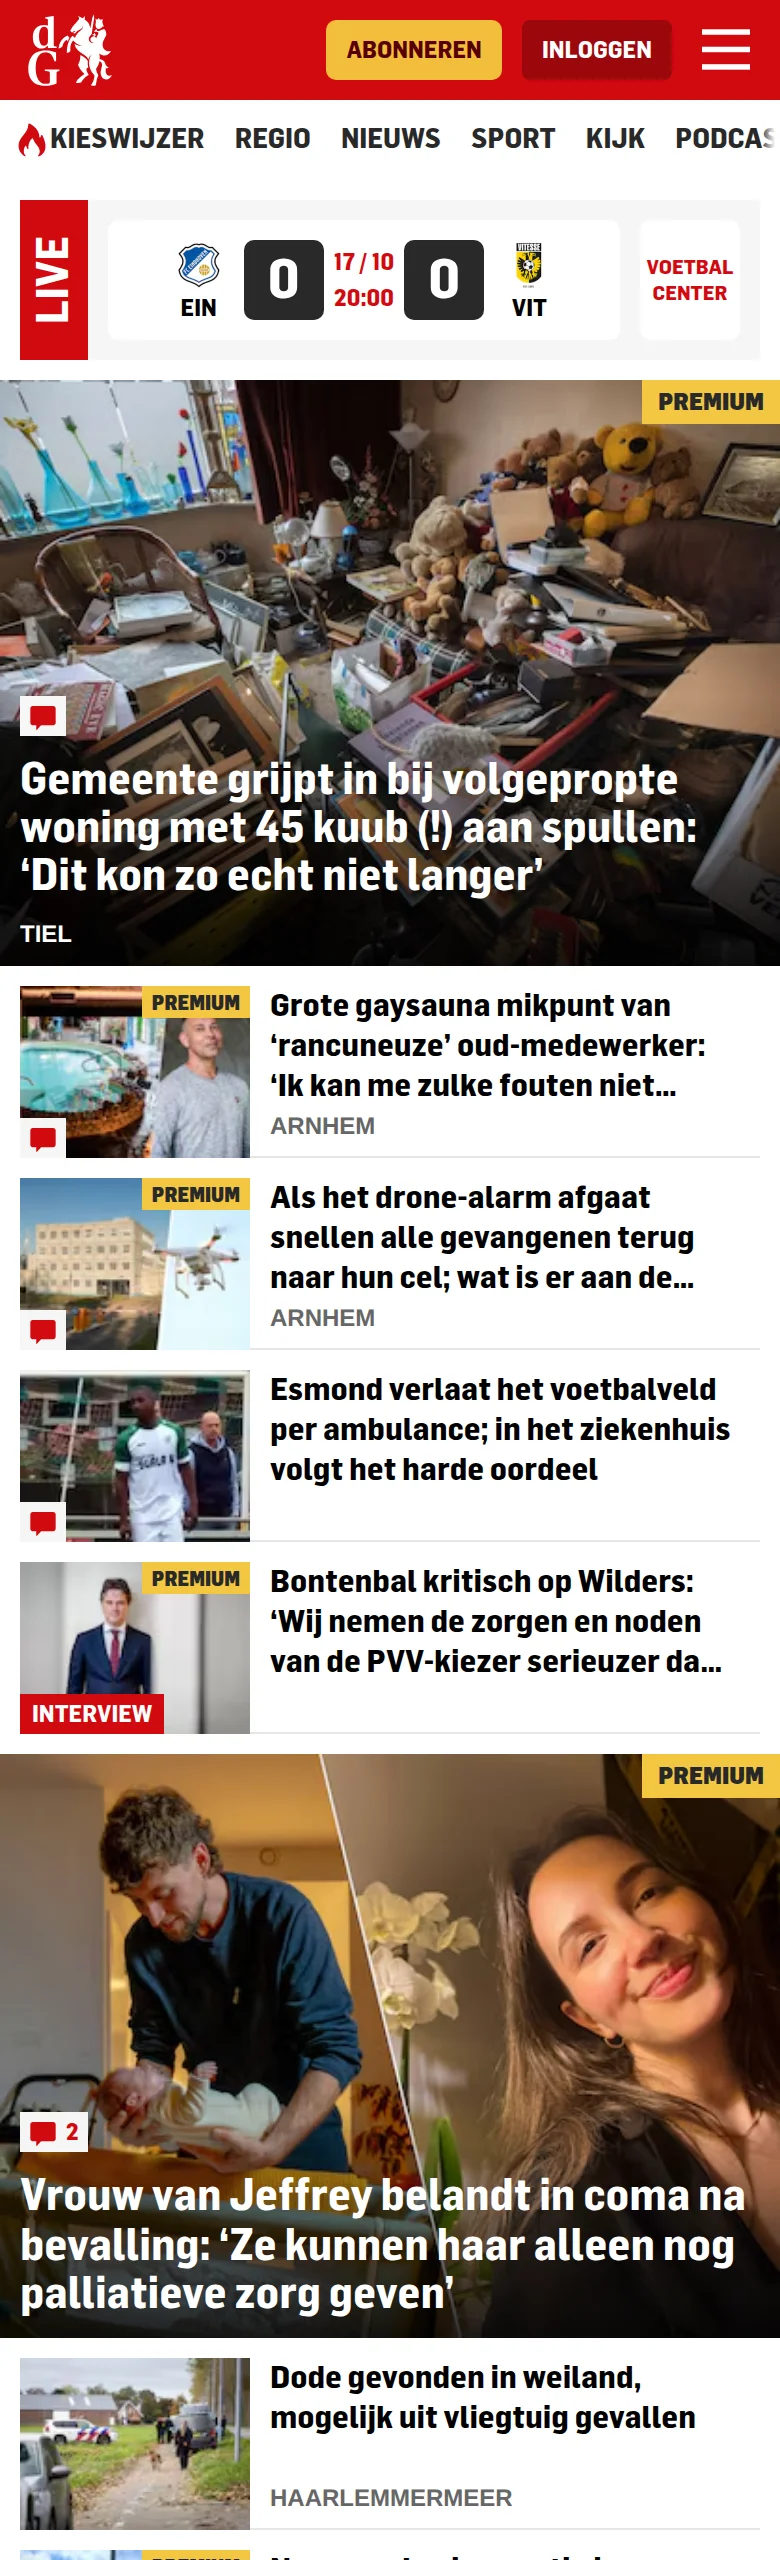 dG
ABONNEREN
INLOGGEN
KIESWIJZER REGIO NIEUWS SPORT KIJK PODCAS
LIVE
EIN
0
17 / 10
20:00
0
VITESSE
VIT
VOETBAL
CENTER
PREMIUM
Gemeente grijpt in bij volgepropte
woning met 45 kuub (!) aan spullen:
‘Dit kon zo echt niet langer’
TIEL
PREMIUM
Grote gaysauna mikpunt van
‘rancuneuze’ oud-medewerker:
‘Ik kan me zulke fouten niet...
ARNHEM
PREMIUM
Als het drone-alarm afgaat
snellen alle gevangenen terug
naar hun cel; wat is er aan de...
ARNHEM
Esmond verlaat het voetbalveld
per ambulance; in het ziekenhuis
volgt het harde oordeel
PREMIUM
INTERVIEW
Bontenbal kritisch op Wilders:
‘Wij nemen de zorgen en noden
van de PVV-kiezer serieuzer da...
PREMIUM
2
Vrouw van Jeffrey belandt in coma na
bevalling: ‘Ze kunnen haar alleen nog
palliatieve zorg geven’
Dode gevonden in weiland,
mogelijk uit vliegtuig gevallen
HAARLEMMERMEER
PREMIUM